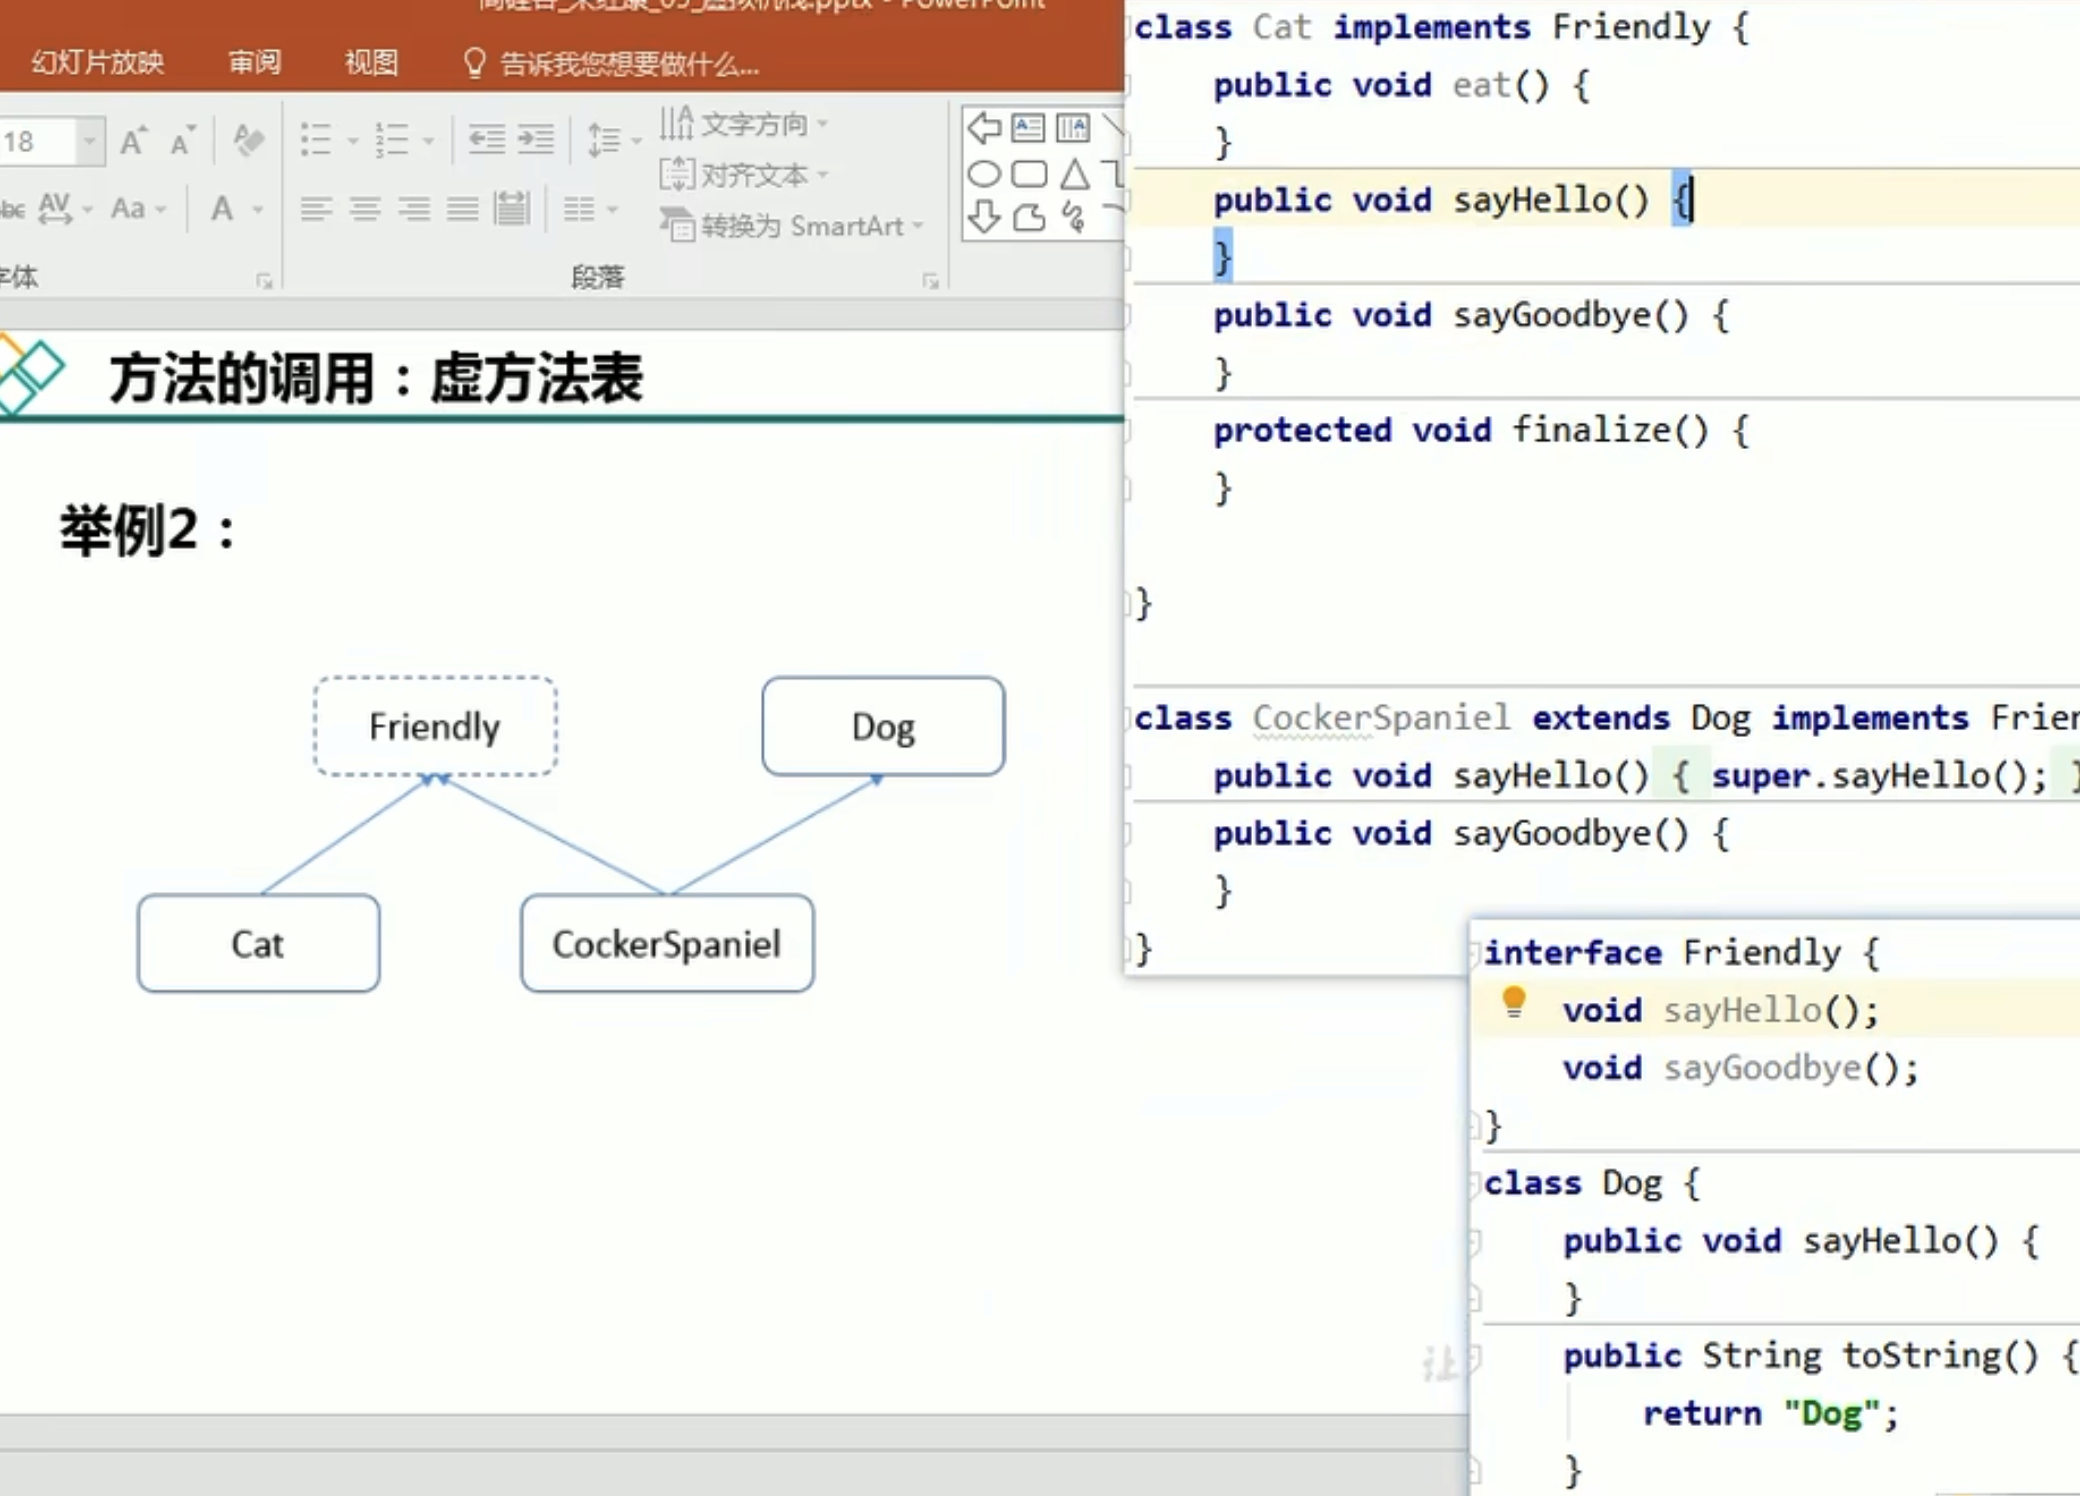 幻灯片放映 审阅 视图 告诉我您想要做什么...
18
文字方向
对齐文本
abc AV Aa A
转换为 SmartArt
字体 段落
方法的调用：虚方法表
举例2：
Friendly Dog
Cat CockerSpaniel
class Cat implements Friendly {
public void eat() {
}
public void sayHello() {
}
public void sayGoodbye() {
}
protected void finalize() {
}
}
class CockerSpaniel extends Dog implements Frien
public void sayHello() { super.sayHello(); }
public void sayGoodbye() {
}
}
interface Friendly {
void sayHello();
void sayGoodbye();
}
class Dog {
public void sayHello() {
}
public String toString() {
return "Dog";
}
让